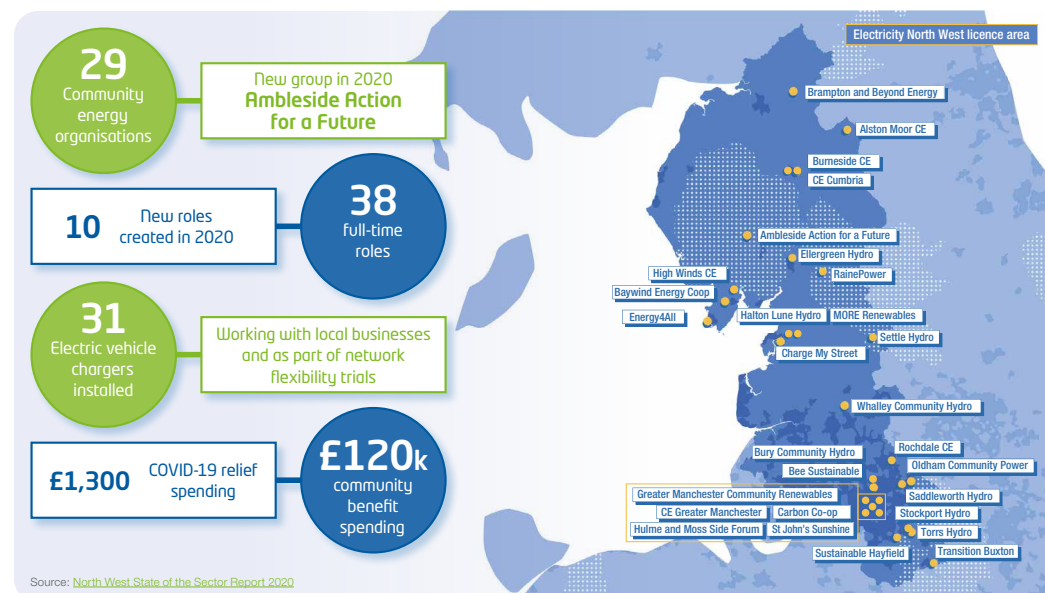 29
Community
energy
organisations
New group in 2020
Ambleside Action
for a Future
10
New roles
created in 2020
38
full-time
roles
31
Electric vehicle
chargers
installed
Working with local businesses
and as part of network
flexibility trials
£1,300
COVID-19 relief
spending
£120k
community
benefit
spending
Source: North West State of the Sector Report 2020
Electricity North West licence area
Brampton and Beyond Energy
Alston Moor CE
Burneside CE
CE Cumbria
Ambleside Action for a Future
Ellergreen Hydro
RainePower
High Winds CE
Baywind Energy Coop
Energy4All
Halton Lune Hydro
MORE Renewables
Settle Hydro
Charge My Street
Whalley Community Hydro
Bury Community Hydro
Rochdale CE
Bee Sustainable
Oldham Community Power
Greater Manchester Community Renewables
Saddleworth Hydro
CE Greater Manchester
Carbon Co-op
Stockport Hydro
Hulme and Moss Side Forum
St John's Sunshine
Torrs Hydro
Sustainable Hayfield
Transition Buxton